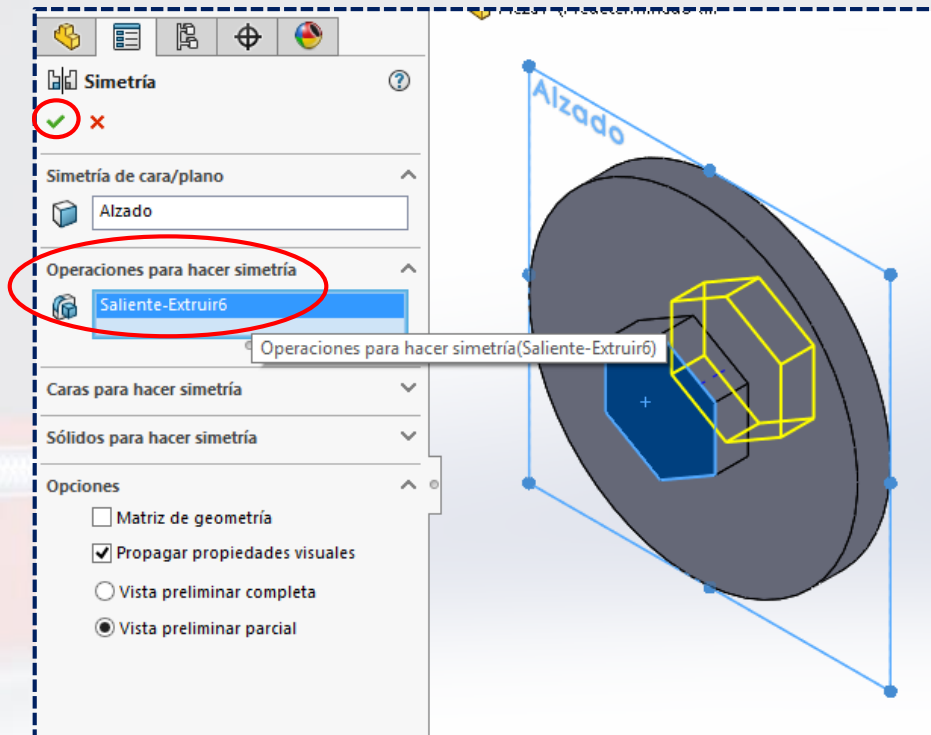 Simetría
Simetría de cara/plano
Alzado
Operaciones para hacer simetría
Saliente-Extruir6
Operaciones para hacer simetría(Saliente-Extruir6)
Caras para hacer simetría
Sólidos para hacer simetría
Opciones
Matriz de geometría
Propagar propiedades visuales
Vista preliminar completa
Vista preliminar parcial
Alzado